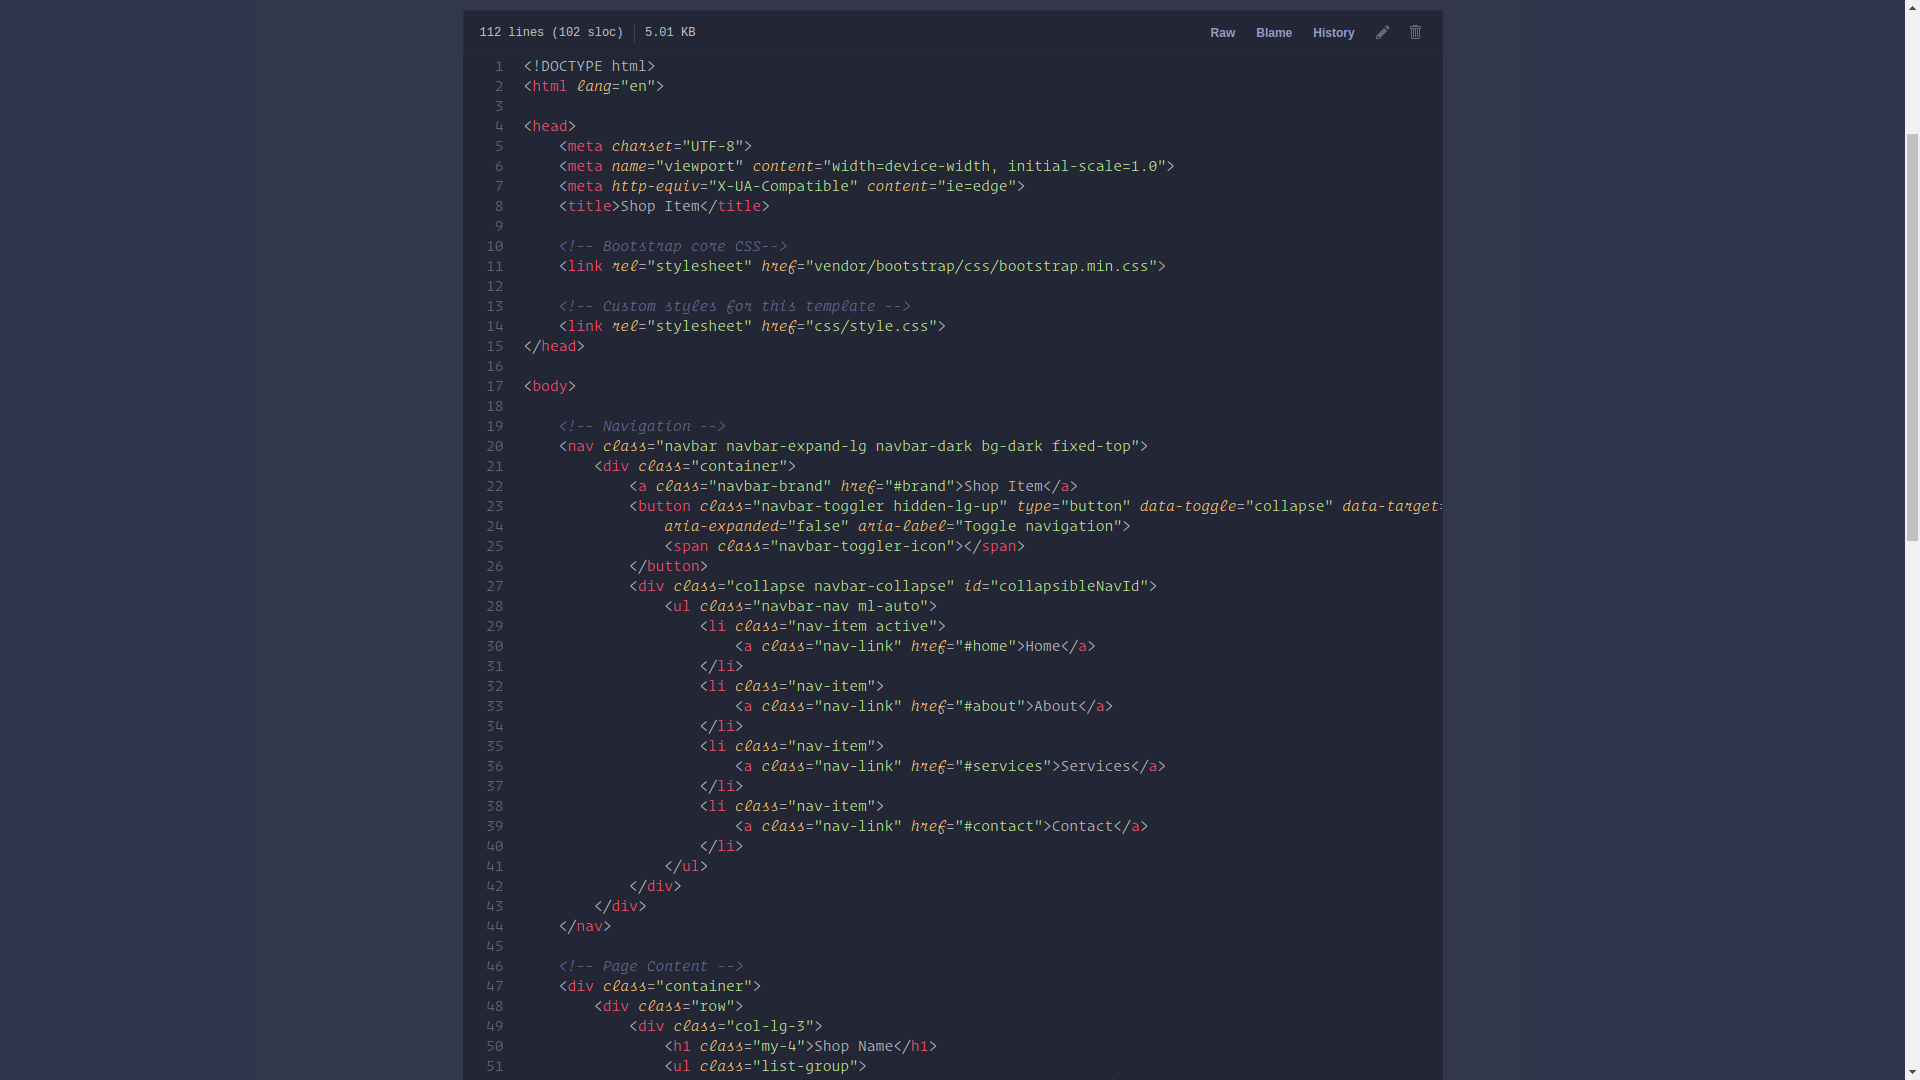 112 lines (102 sloc) 5.01 KB Raw Blame History
1 <!DOCTYPE html>
2 <html lang="en">
3
4 <head>
5     <meta charset="UTF-8">
6     <meta name="viewport" content="width=device-width, initial-scale=1.0">
7     <meta http-equiv="X-UA-Compatible" content="ie=edge">
8     <title>Shop Item</title>
9
10     <!-- Bootstrap core CSS-->
11     <link rel="stylesheet" href="vendor/bootstrap/css/bootstrap.min.css">
12
13     <!-- Custom styles for this template -->
14     <link rel="stylesheet" href="css/style.css">
15 </head>
16
17 <body>
18
19     <!-- Navigation -->
20     <nav class="navbar navbar-expand-lg navbar-dark bg-dark fixed-top">
21         <div class="container">
22             <a class="navbar-brand" href="#brand">Shop Item</a>
23             <button class="navbar-toggler hidden-lg-up" type="button" data-toggle="collapse" data-target=
24                 aria-expanded="false" aria-label="Toggle navigation">
25                 <span class="navbar-toggler-icon"></span>
26             </button>
27             <div class="collapse navbar-collapse" id="collapsibleNavId">
28                 <ul class="navbar-nav ml-auto">
29                     <li class="nav-item active">
30                         <a class="nav-link" href="#home">Home</a>
31                     </li>
32                     <li class="nav-item">
33                         <a class="nav-link" href="#about">About</a>
34                     </li>
35                     <li class="nav-item">
36                         <a class="nav-link" href="#services">Services</a>
37                     </li>
38                     <li class="nav-item">
39                         <a class="nav-link" href="#contact">Contact</a>
40                     </li>
41                 </ul>
42             </div>
43         </div>
44     </nav>
45
46     <!-- Page Content -->
47     <div class="container">
48         <div class="row">
49             <div class="col-lg-3">
50                 <h1 class="my-4">Shop Name</h1>
51                 <ul class="list-group">